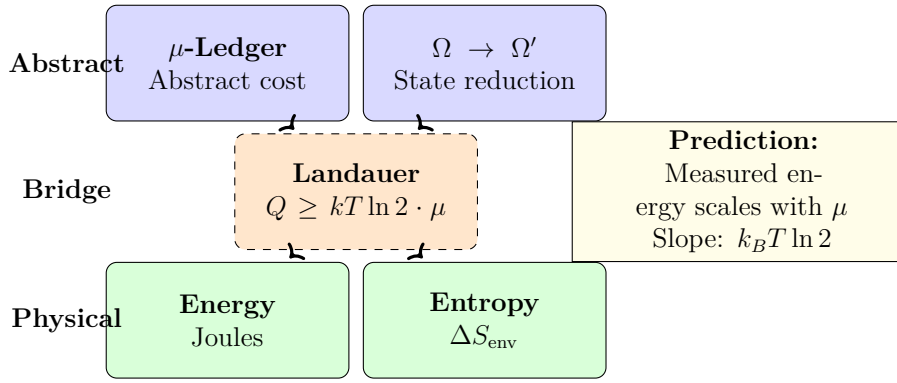 Abstract
μ-Ledger
Abstract cost
Ω → Ω′
State reduction
Bridge
Landauer
Q ≥ kT ln 2 · μ
Prediction:
Measured en-
ergy scales with μ
Slope: k_BT ln 2
Physical
Energy
Joules
Entropy
ΔS_env